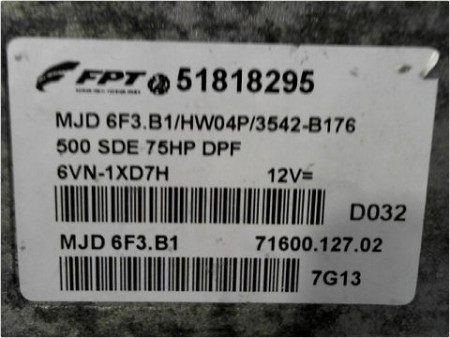 FPT 51818295
MJD 6F3.B1/HW04P/3542-B176
500 SDE 75HP DPF
6VN-1XD7H 12V=
D032
MJD 6F3.B1 71600.127.02
7G13